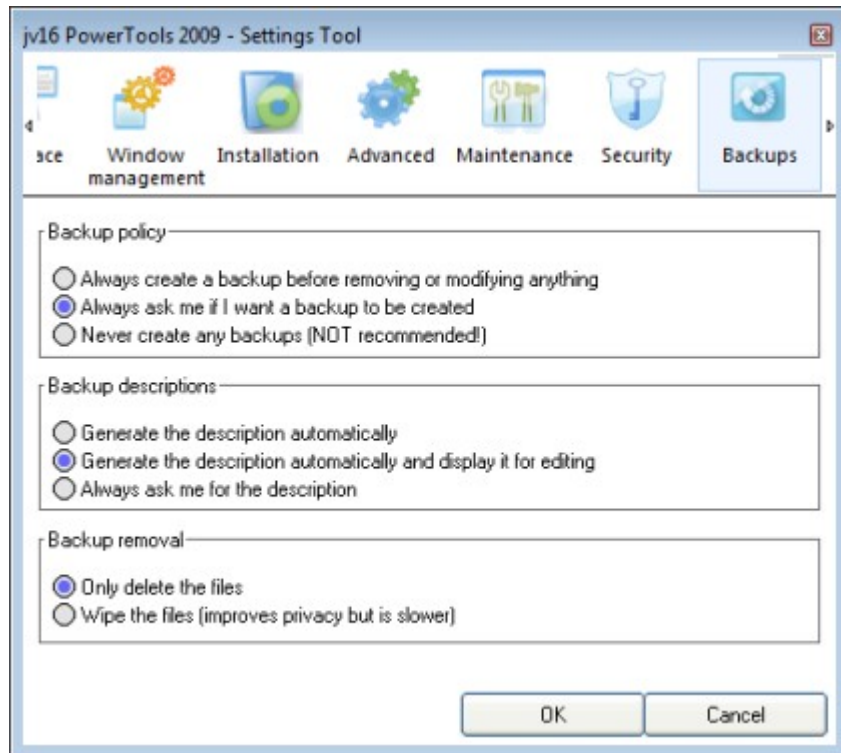 jv16 PowerTools 2009 - Settings Tool
ace
Window
management
Installation
Advanced
Maintenance
Security
Backups
Backup policy
Always create a backup before removing or modifying anything
Always ask me if I want a backup to be created
Never create any backups (NOT recommended!)
Backup descriptions
Generate the description automatically
Generate the description automatically and display it for editing
Always ask me for the description
Backup removal
Only delete the files
Wipe the files (improves privacy but is slower)
OK
Cancel